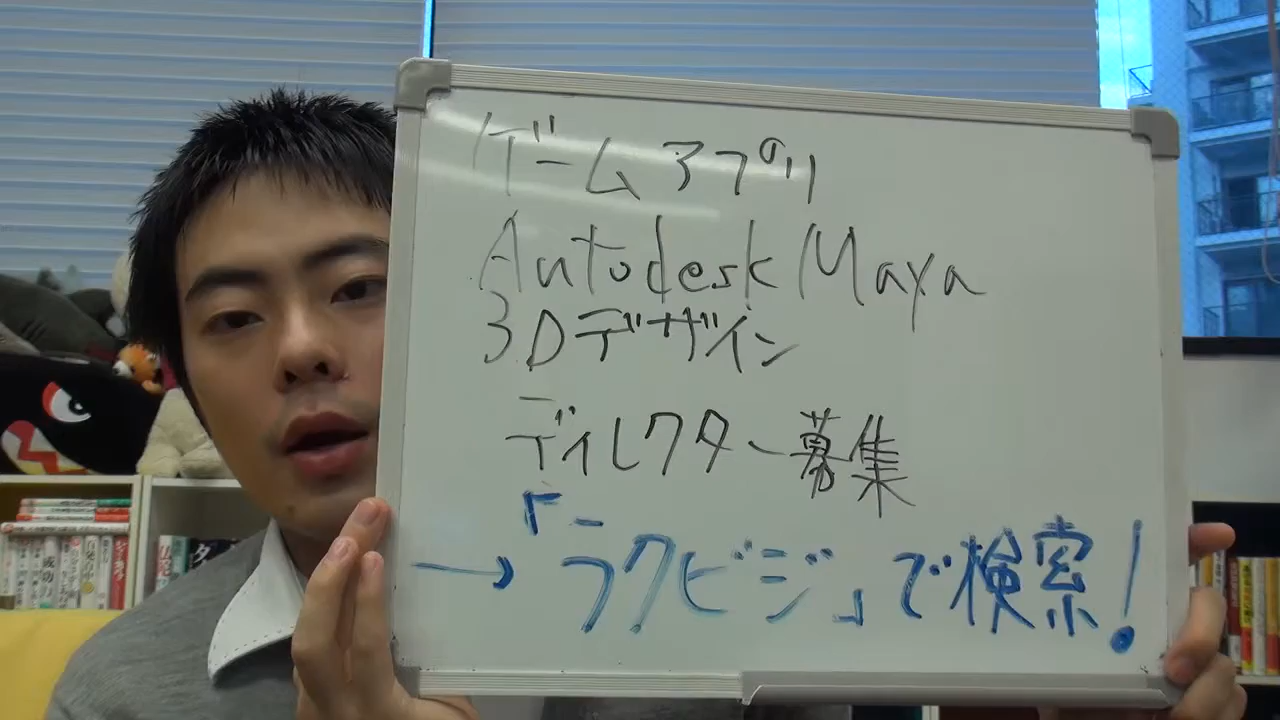 ゲームアプリ
Autodesk Maya
3Dデザイン
ディレクター募集
→「ラクビジ」で検索!